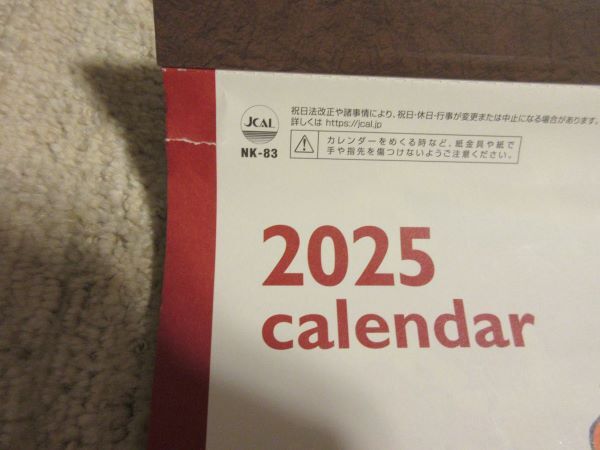 JCAL
NK-83
祝日法改正や諸事情により、祝日・休日・行事が変更または中止になる場合があります。
詳しくは https://jcal.jp
カレンダーをめくる時など、紙金具や紙で
手や指先を傷つけないようご注意ください。
2025
calendar